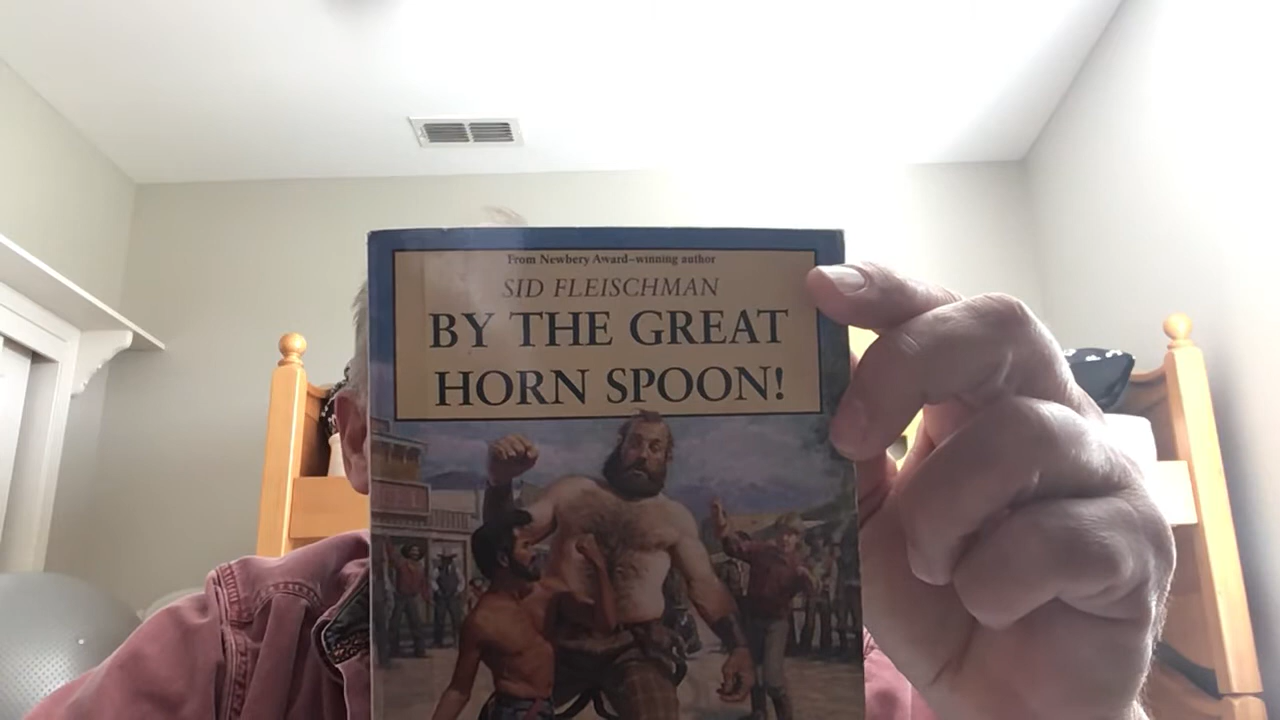 From Newbery Award–winning author
SID FLEISCHMAN
BY THE GREAT
HORN SPOON!